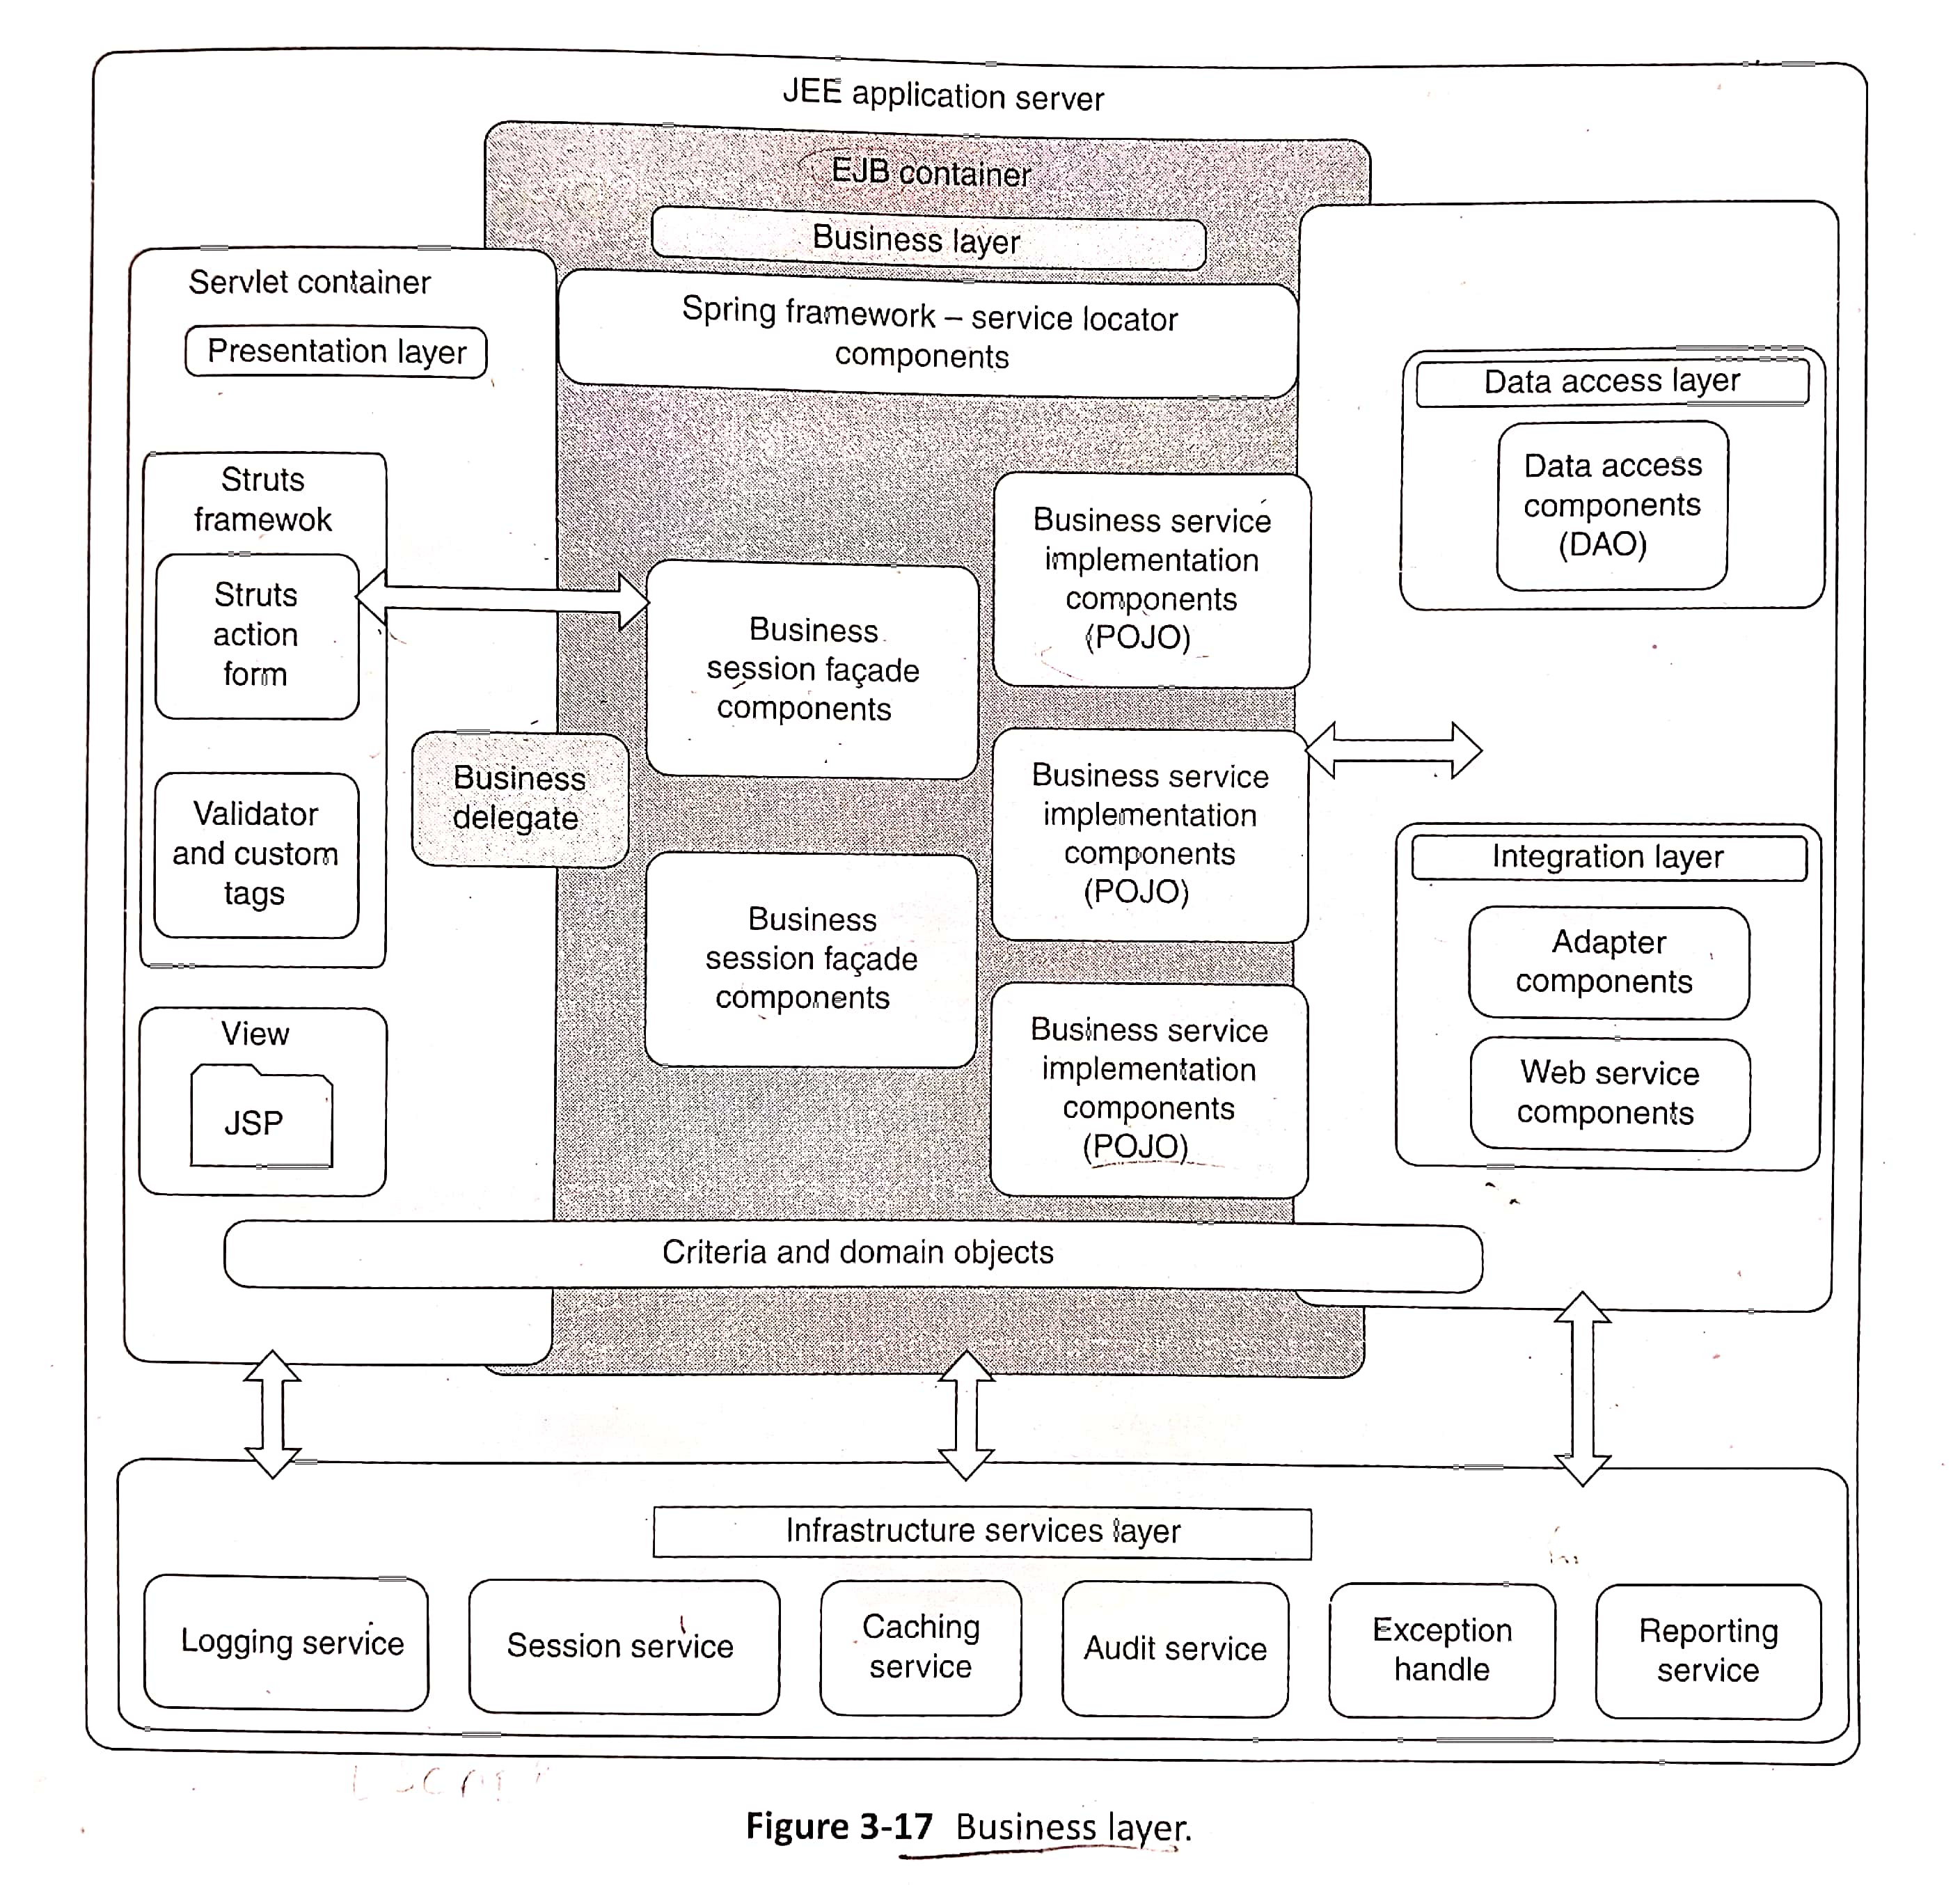 JEE application server
EJB container
Business layer
Servlet container
Spring framework – service locator
components
Presentation layer
Data access layer
Struts
framewok
Data access
components
(DAO)
Struts
action
form
Business service
implementation
components
(POJO)
Business
session façade
components
Business
delegate
Validator
and custom
tags
Business service
implementation
components
(POJO)
Integration layer
Business
session façade
components
Adapter
components
View
JSP
Business service
implementation
components
(POJO)
Web service
components
Criteria and domain objects
Infrastructure services layer
Logging service
Session service
Caching
service
Audit service
Exception
handle
Reporting
service
Figure 3-17 Business layer.